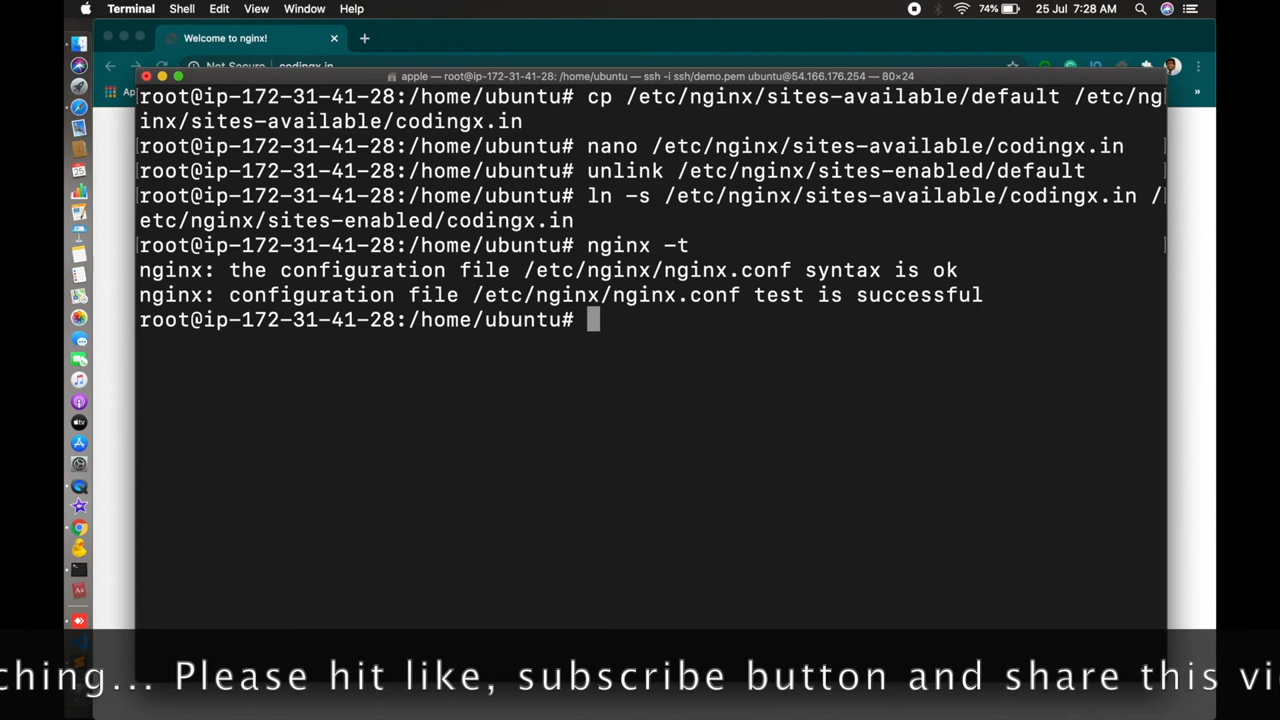 Terminal Shell Edit View Window Help 74% 25 Jul 7:28 AM
Welcome to nginx!
Not Secure codingx.in
apple — root@ip-172-31-41-28: /home/ubuntu — ssh -i ssh/demo.pem ubuntu@54.166.176.254 — 80×24
root@ip-172-31-41-28:/home/ubuntu# cp /etc/nginx/sites-available/default /etc/ng
inx/sites-available/codingx.in
root@ip-172-31-41-28:/home/ubuntu# nano /etc/nginx/sites-available/codingx.in
root@ip-172-31-41-28:/home/ubuntu# unlink /etc/nginx/sites-enabled/default
root@ip-172-31-41-28:/home/ubuntu# ln -s /etc/nginx/sites-available/codingx.in /
etc/nginx/sites-enabled/codingx.in
root@ip-172-31-41-28:/home/ubuntu# nginx -t
nginx: the configuration file /etc/nginx/nginx.conf syntax is ok
nginx: configuration file /etc/nginx/nginx.conf test is successful
root@ip-172-31-41-28:/home/ubuntu#
ching... Please hit like, subscribe button and share this vi